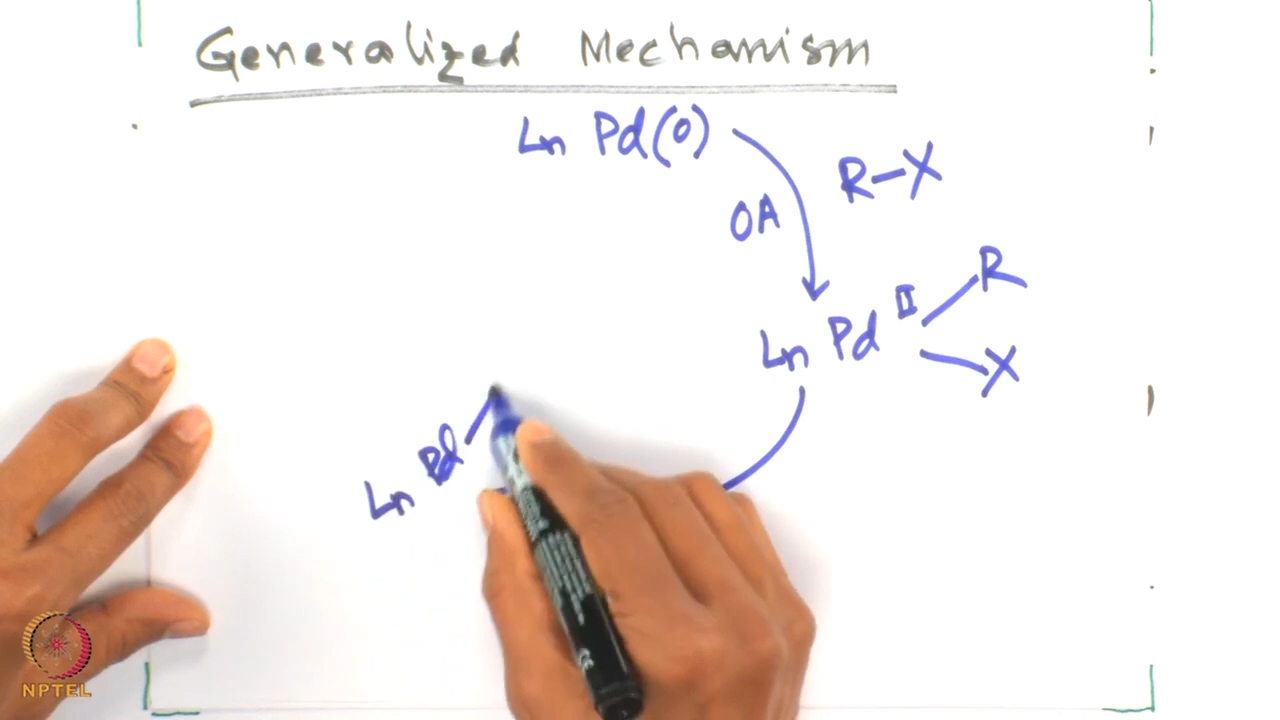 Generalized Mechanism
Ln Pd(0)
R-X
OA
Ln Pd II R
X
Ln Pd
NPTEL